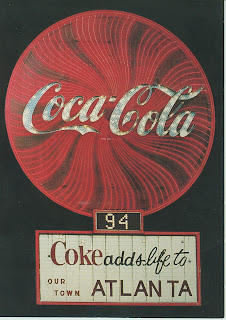 Coca-Cola
94
Coke adds life to
OUR
TOWN ATLANTA